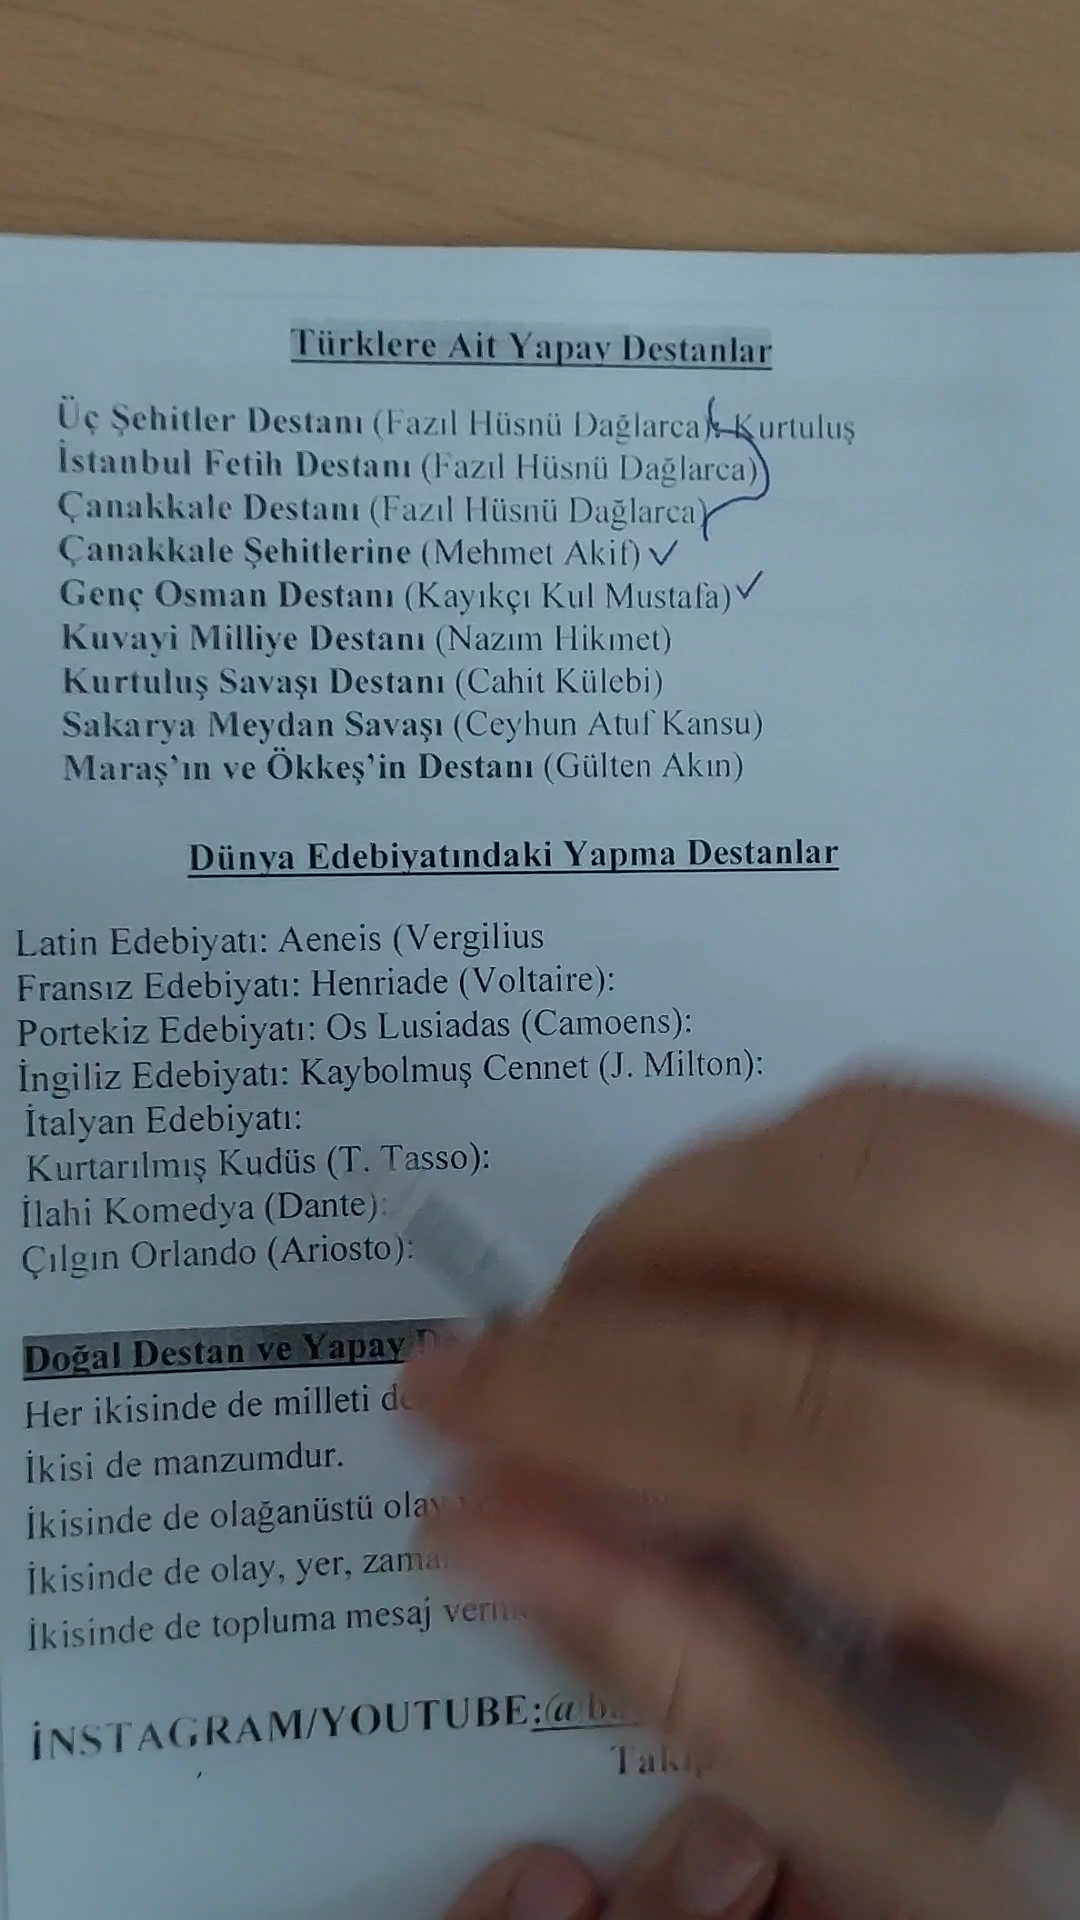 Türklere Ait Yapay Destanlar
Üç Şehitler Destanı (Fazıl Hüsnü Dağlarca): Kurtuluş
İstanbul Fetih Destanı (Fazıl Hüsnü Dağlarca)
Çanakkale Destanı (Fazıl Hüsnü Dağlarca)
Çanakkale Şehitlerine (Mehmet Akif)
Genç Osman Destanı (Kayıkçı Kul Mustafa)
Kuvayi Milliye Destanı (Nazım Hikmet)
Kurtuluş Savaşı Destanı (Cahit Külebi)
Sakarya Meydan Savaşı (Ceyhun Atuf Kansu)
Maraş'ın ve Ökkeş'in Destanı (Gülten Akın)
Dünya Edebiyatındaki Yapma Destanlar
Latin Edebiyatı: Aeneis (Vergilius
Fransız Edebiyatı: Henriade (Voltaire):
Portekiz Edebiyatı: Os Lusiadas (Camoens):
İngiliz Edebiyatı: Kaybolmuş Cennet (J. Milton):
İtalyan Edebiyatı:
Kurtarılmış Kudüs (T. Tasso):
İlahi Komedya (Dante):
Çılgın Orlando (Ariosto):
Doğal Destan ve Yapay
Her ikisinde de milleti
İkisi de manzumdur.
İkisinde de olağanüstü olay
İkisinde de olay, yer,
İkisinde de topluma mesaj
İNSTAGRAM/YOUTUBE:@